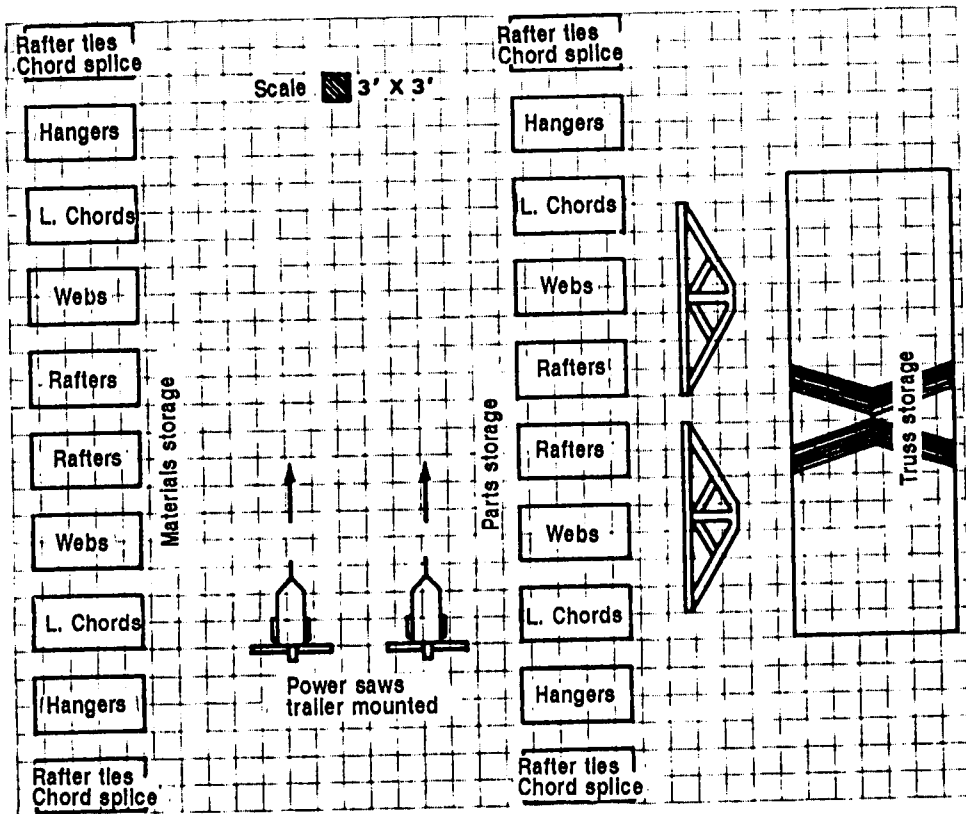 Rafter ties
Chord splice
Hangers
L. Chords
Webs
Rafters
Rafters
Webs
L. Chords
Hangers
Rafter ties
Chord splice
Materials storage
Scale 3' X 3'
Power saws
trailer mounted
Parts storage
Rafter ties
Chord splice
Hangers
L. Chords
Webs
Rafters
Rafters
Webs
L. Chords
Hangers
Rafter ties
Chord splice
Truss storage